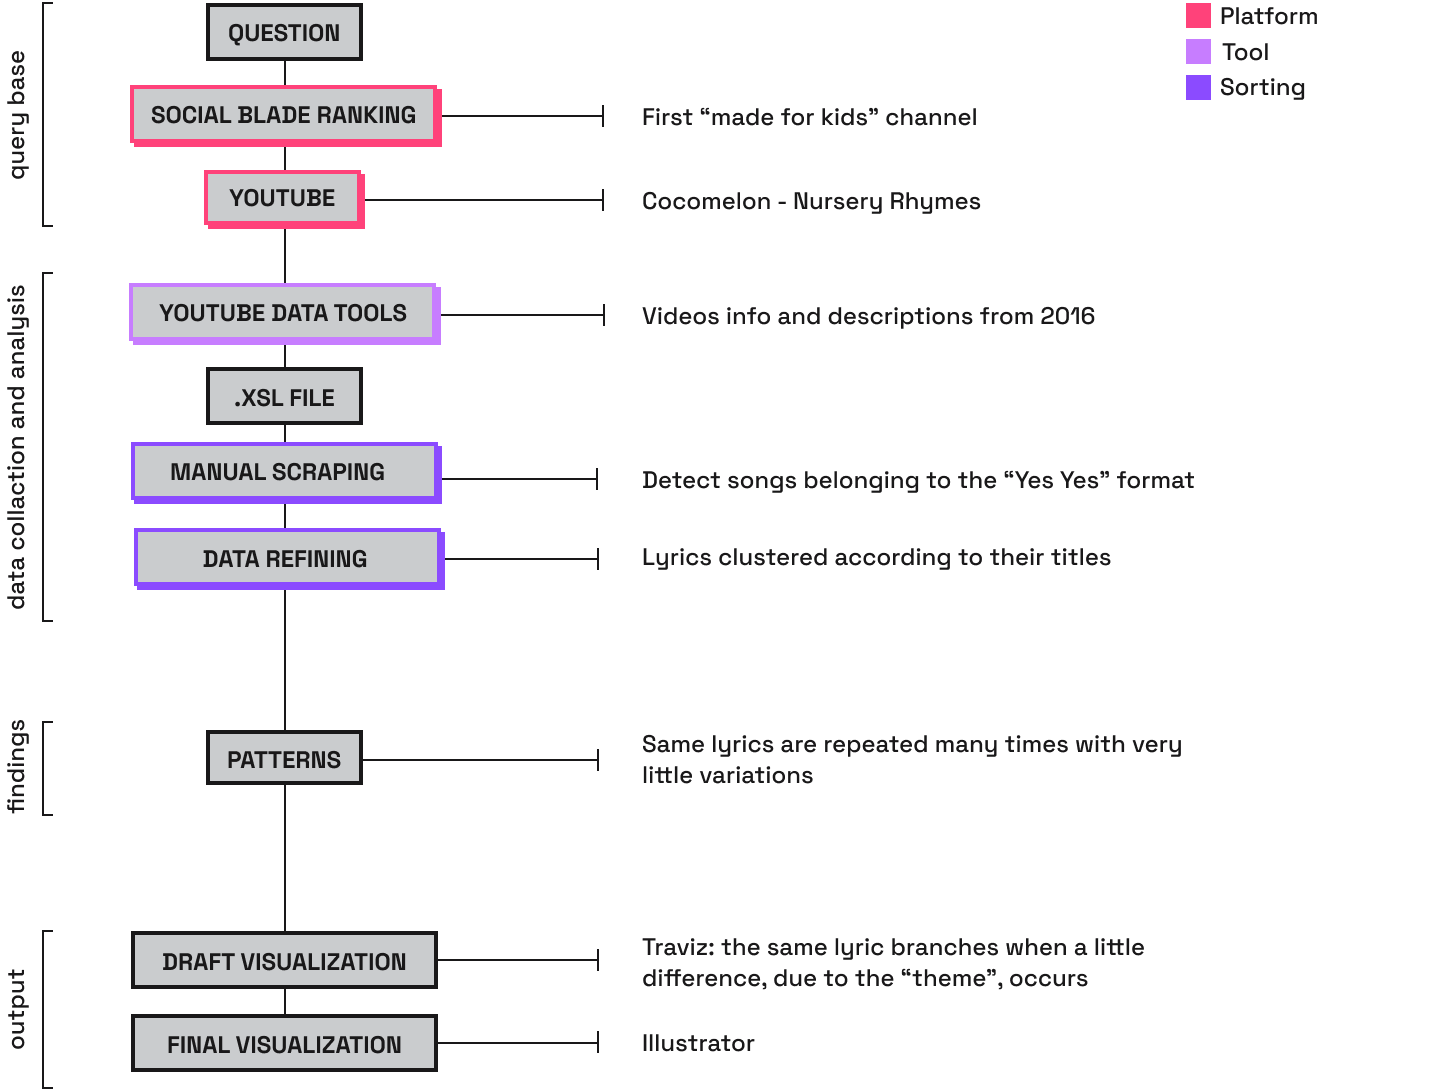 query base
QUESTION
SOCIAL BLADE RANKING
First “made for kids” channel
YOUTUBE
Cocomelon - Nursery Rhymes
Platform
Tool
Sorting
data collaction and analysis
YOUTUBE DATA TOOLS
Videos info and descriptions from 2016
.XSL FILE
MANUAL SCRAPING
Detect songs belonging to the “Yes Yes” format
DATA REFINING
Lyrics clustered according to their titles
findings
PATTERNS
Same lyrics are repeated many times with very
little variations
output
DRAFT VISUALIZATION
Traviz: the same lyric branches when a little
difference, due to the “theme”, occurs
FINAL VISUALIZATION
Illustrator